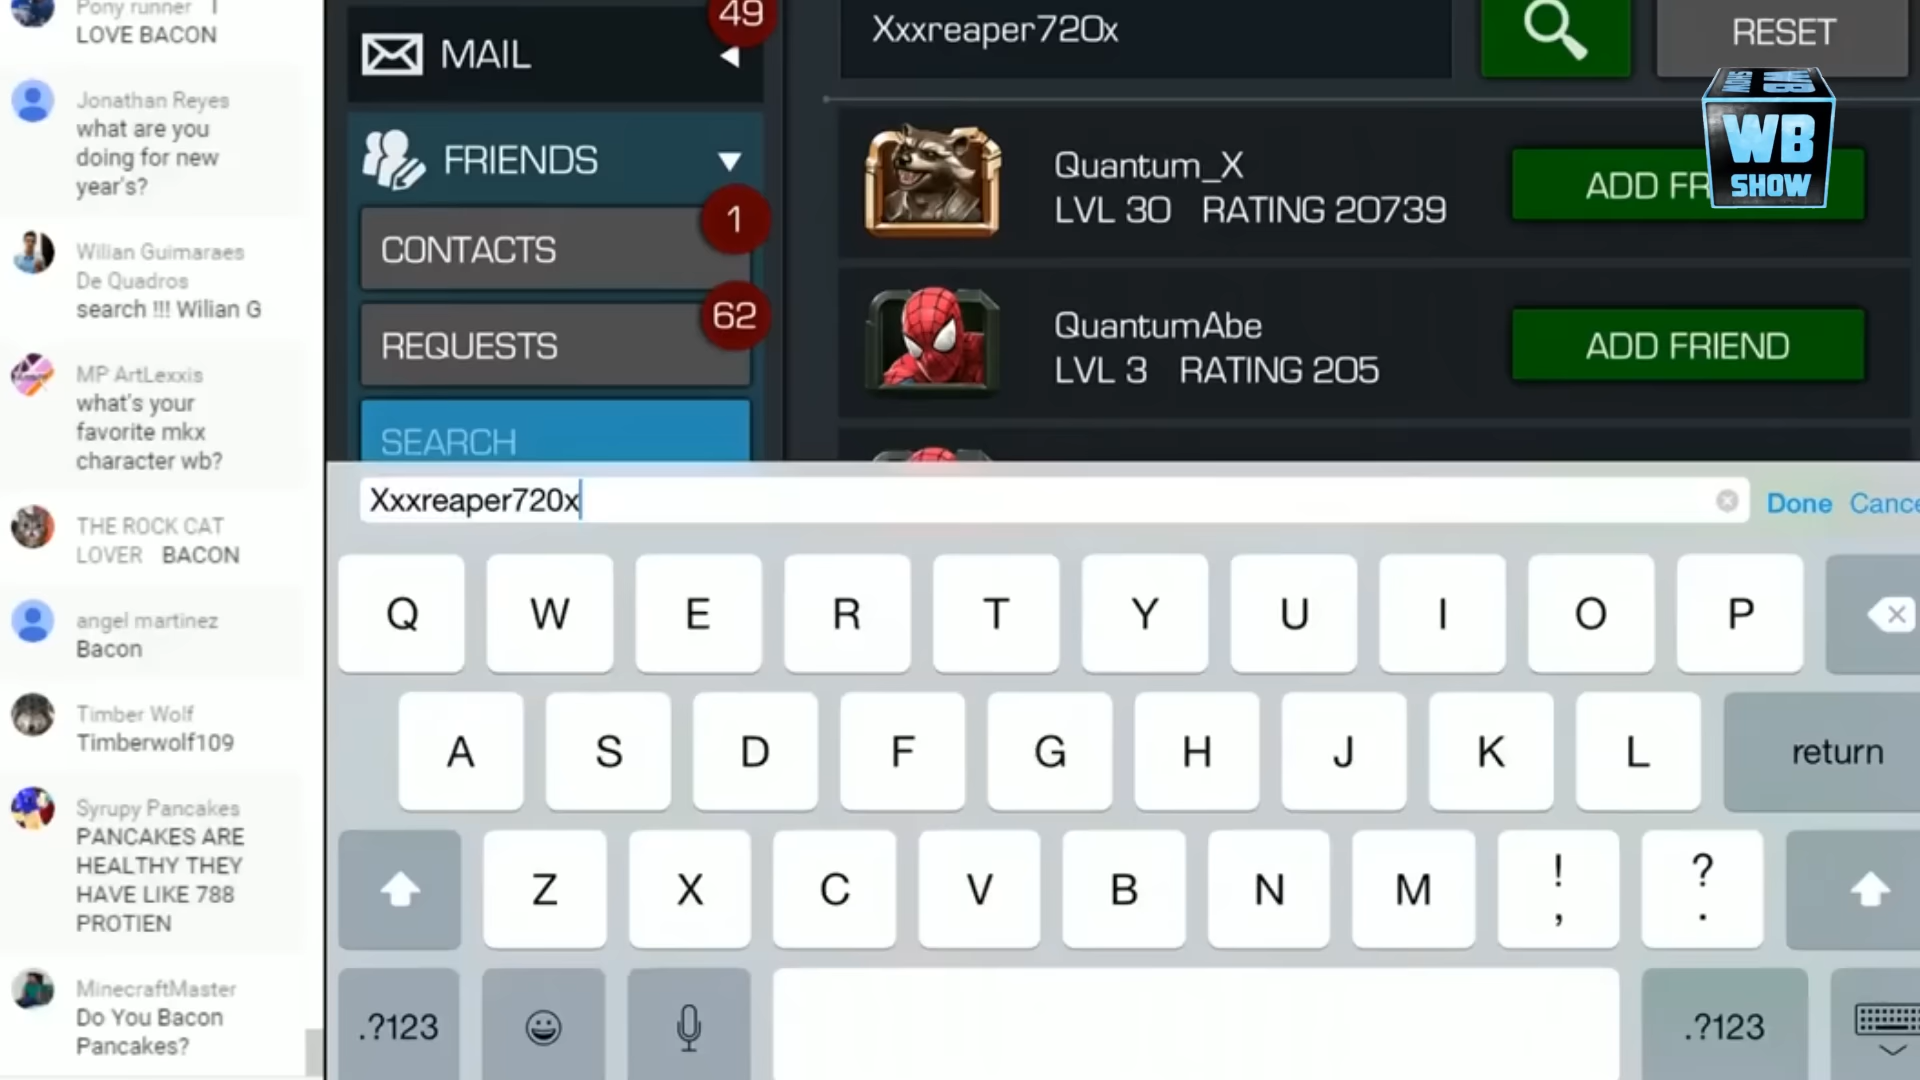 Pony runner I
LOVE BACON
Jonathan Reyes
what are you
doing for new
year's?
Wilian Guimaraes
De Quadros
search !!! Wilian G
MP ArtLexxis
what's your
favorite mkx
character wb?
THE ROCK CAT
LOVER BACON
angel martinez
Bacon
Timber Wolf
Timberwolf109
Syrupy Pancakes
PANCAKES ARE
HEALTHY THEY
HAVE LIKE 788
PROTIEN
MinecraftMaster
Do You Bacon
Pancakes?
MAIL
49
FRIENDS
CONTACTS
1
REQUESTS
62
SEARCH
Xxxreaper720x
RESET
Quantum_X
LVL 30 RATING 20739
ADD FR
QuantumAbe
LVL 3 RATING 205
ADD FRIEND
WB
SHOW
WB
SHOW
Xxxreaper720x
Done Cance
Q W E R T Y U I O P
A S D F G H J K L return
Z X C V B N M ! , ? .
.?123 .?123